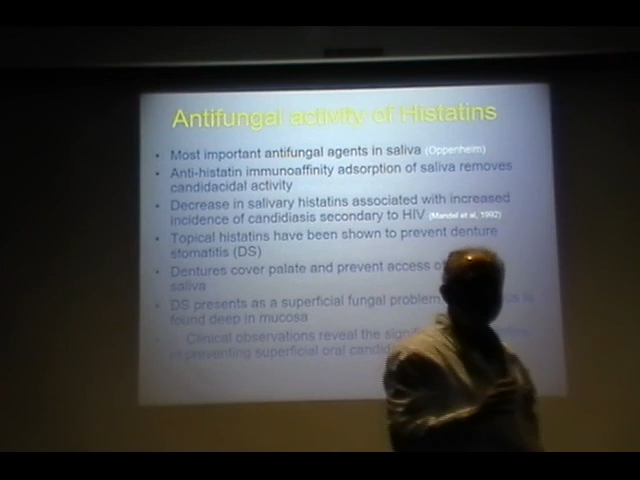 Antifungal activity of Histatins
• Most important antifungal agents in saliva (Oppenheim)
• Anti-histatin immunoaffinity adsorption of saliva removes
candidacidal activity
• Decrease in salivary histatins associated with increased
incidence of candidiasis secondary to HIV (Mandel et al, 1992)
• Topical histatins have been shown to prevent denture
stomatitis (DS)
• Dentures cover palate and prevent access of
saliva
• DS presents as a superficial fungal problem
found deep in mucosa
• Clinical observations reveal the
in preventing superficial oral